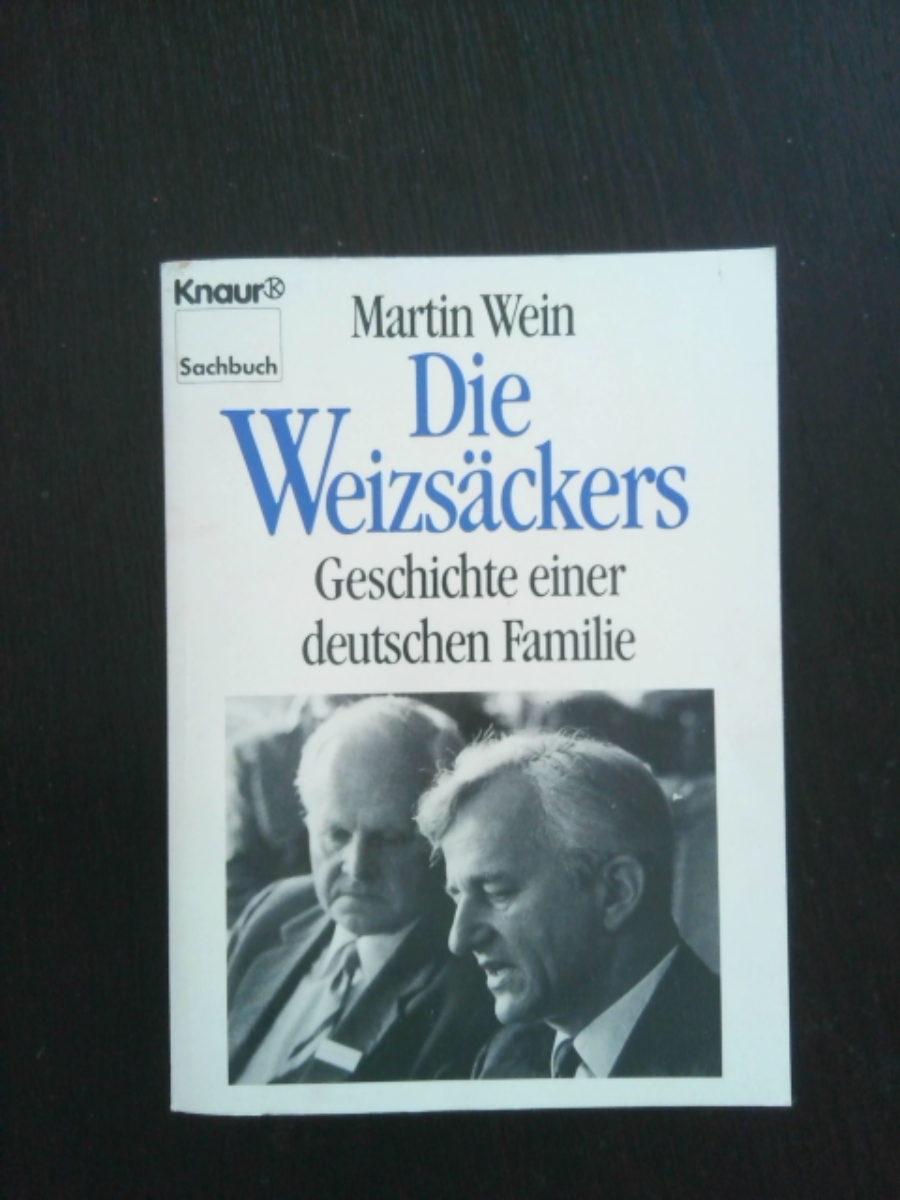 Knaur
Sachbuch
Martin Wein
Die
Weizsäckers
Geschichte einer
deutschen Familie